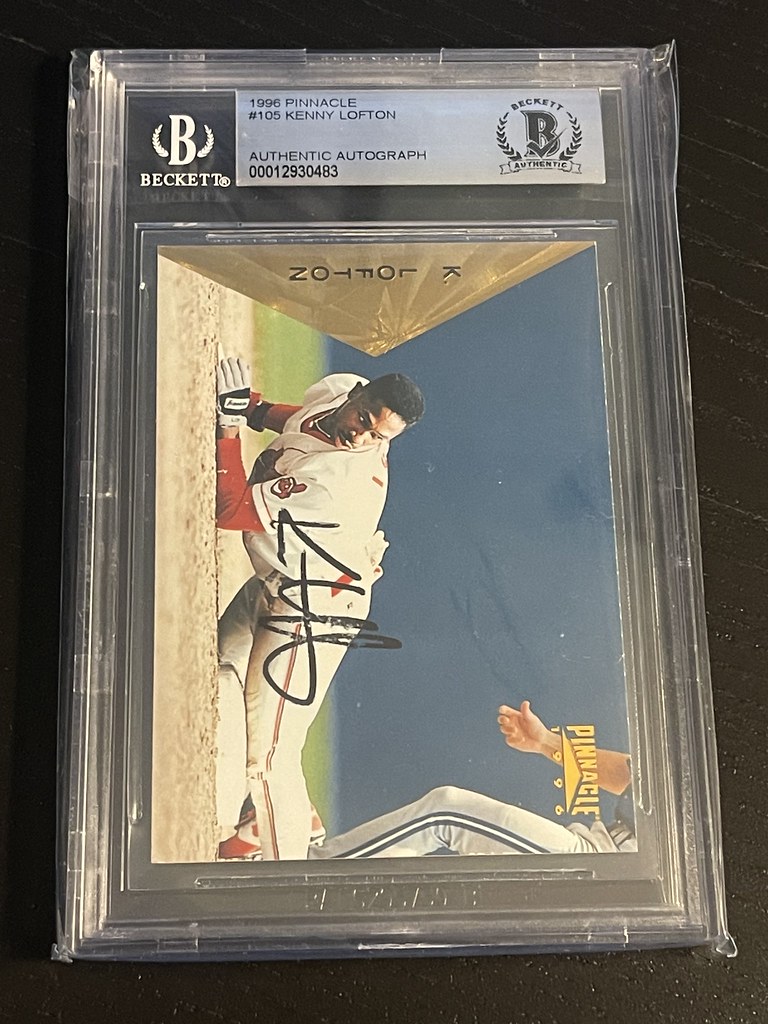 1996 PINNACLE
#105 KENNY LOFTON
AUTHENTIC AUTOGRAPH
00012930483
B
BECKETT®
BECKETT
B
AUTHENTIC
K. LOFTON
PINNACLE
1996